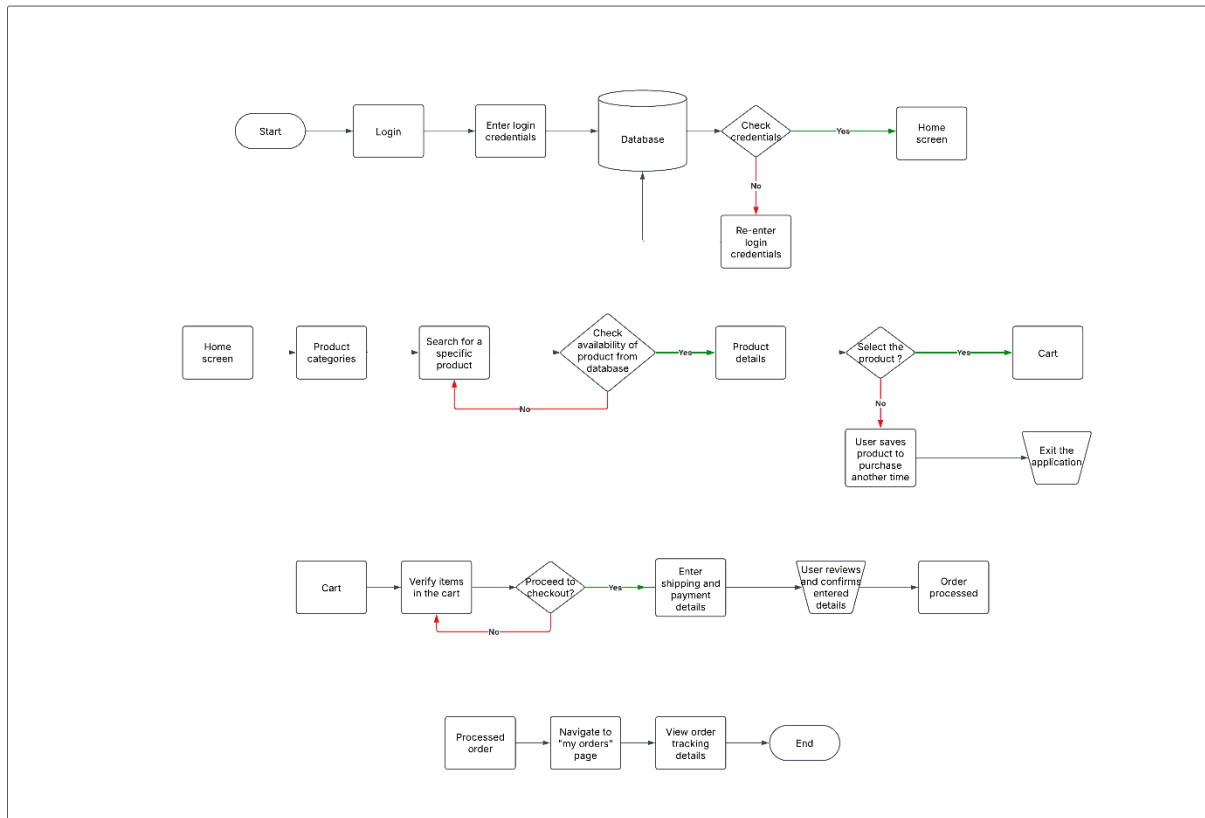 Start
Login
Enter login
credentials
Database
Check
credentials
Yes
Home
screen
No
Re-enter
login
credentials
Home
screen
Product
categories
Search for a
specific
product
Check
availability of
product from
database
Yes
Product
details
Select the
product ?
Yes
Cart
No
No
User saves
product to
purchase
another time
Exit the
application
Cart
Verify items
in the cart
Proceed to
checkout?
Yes
Enter
shipping and
payment
details
User reviews
and confirms
entered
details
Order
processed
No
Processed
order
Navigate to
"my orders"
page
View order
tracking
details
End